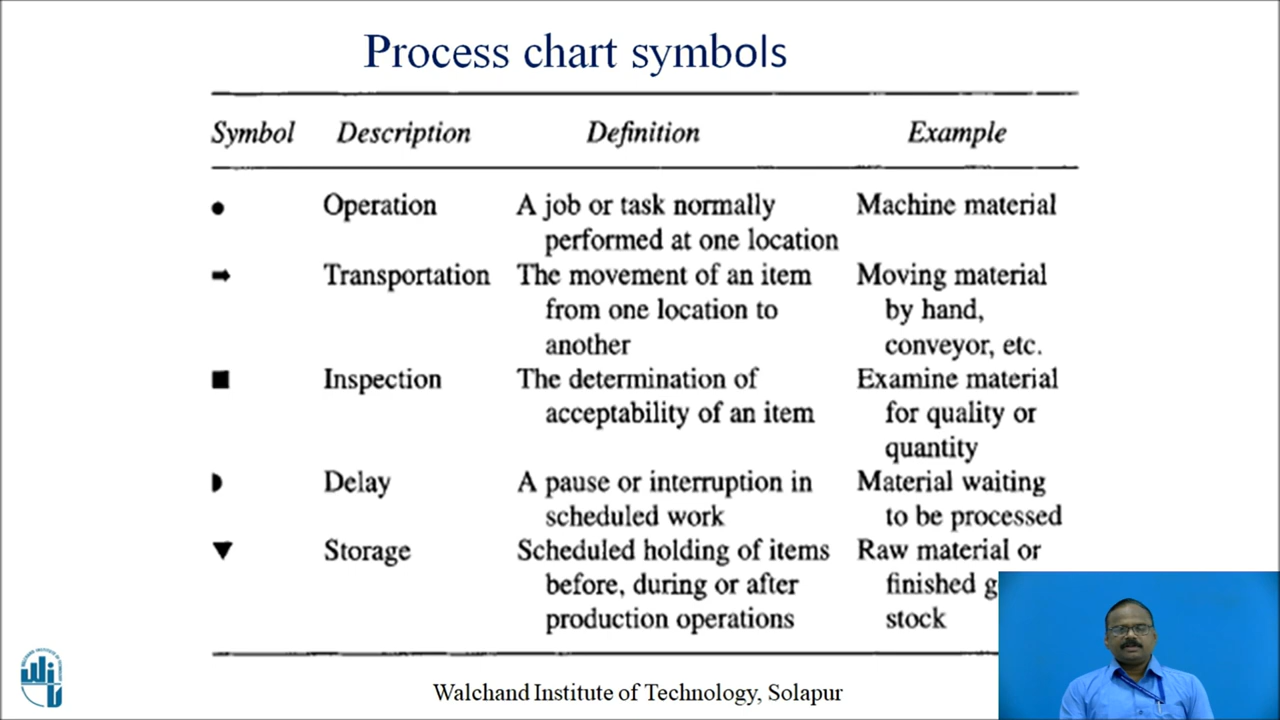 Process chart symbols
Symbol Description Definition Example
Operation A job or task normally Machine material
performed at one location
Transportation The movement of an item Moving material
from one location to by hand,
another conveyor, etc.
Inspection The determination of Examine material
acceptability of an item for quality or
quantity
Delay A pause or interruption in Material waiting
scheduled work to be processed
Storage Scheduled holding of items Raw material or
before, during or after finished
production operations stock
Walchand Institute of Technology, Solapur